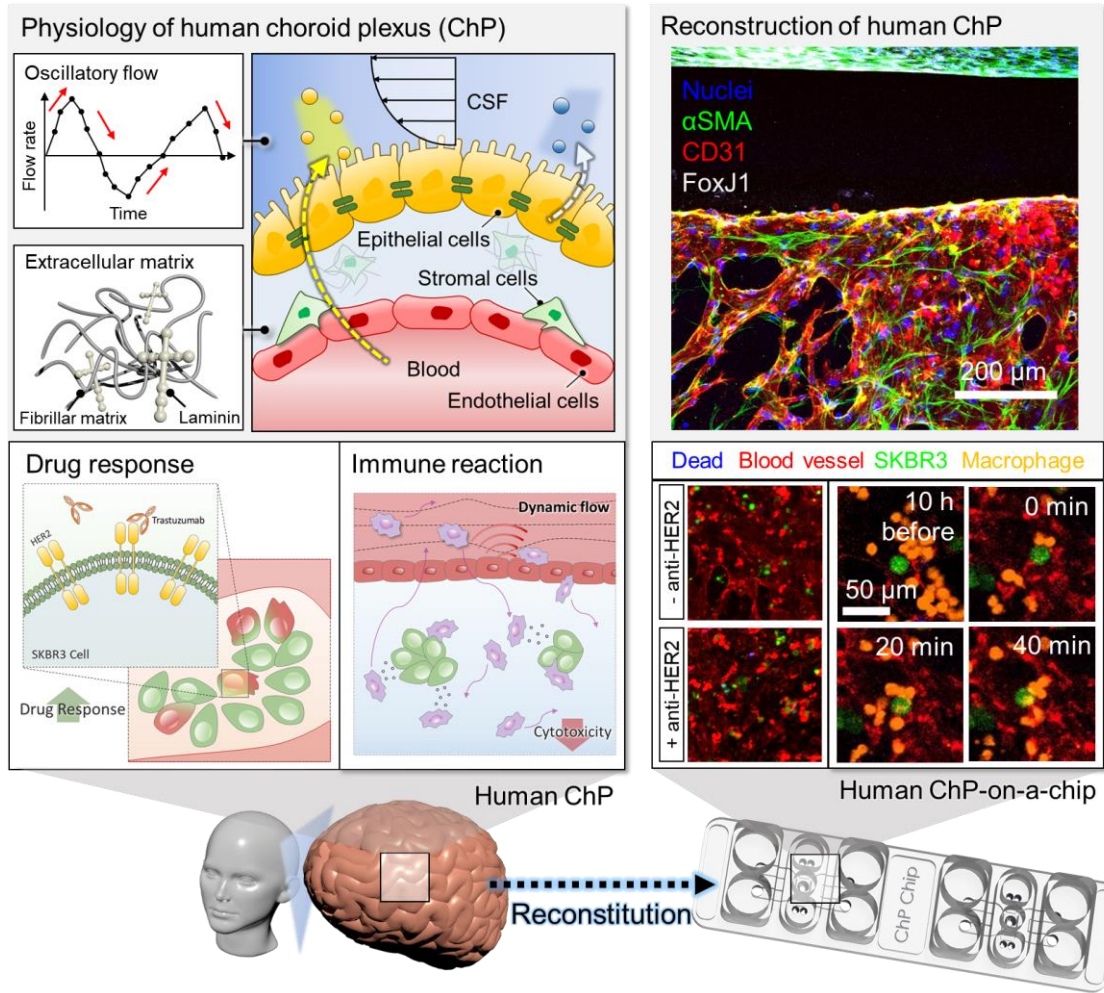 Physiology of human choroid plexus (ChP)
Oscillatory flow
Flow rate
Time
CSF
Epithelial cells
Stromal cells
Blood
Endothelial cells
Extracellular matrix
Fibrillar matrix
Laminin
Reconstruction of human ChP
Nuclei
αSMA
CD31
FoxJ1
200 μm
Drug response
HER2
Trastuzumab
SKBR3 Cell
Drug Response
Immune reaction
Dynamic flow
Cytotoxicity
Dead Blood vessel SKBR3 Macrophage
- anti-HER2
+ anti-HER2
10 h
before
50 μm
0 min
20 min
40 min
Human ChP
Human ChP-on-a-chip
Reconstitution
ChP Chip